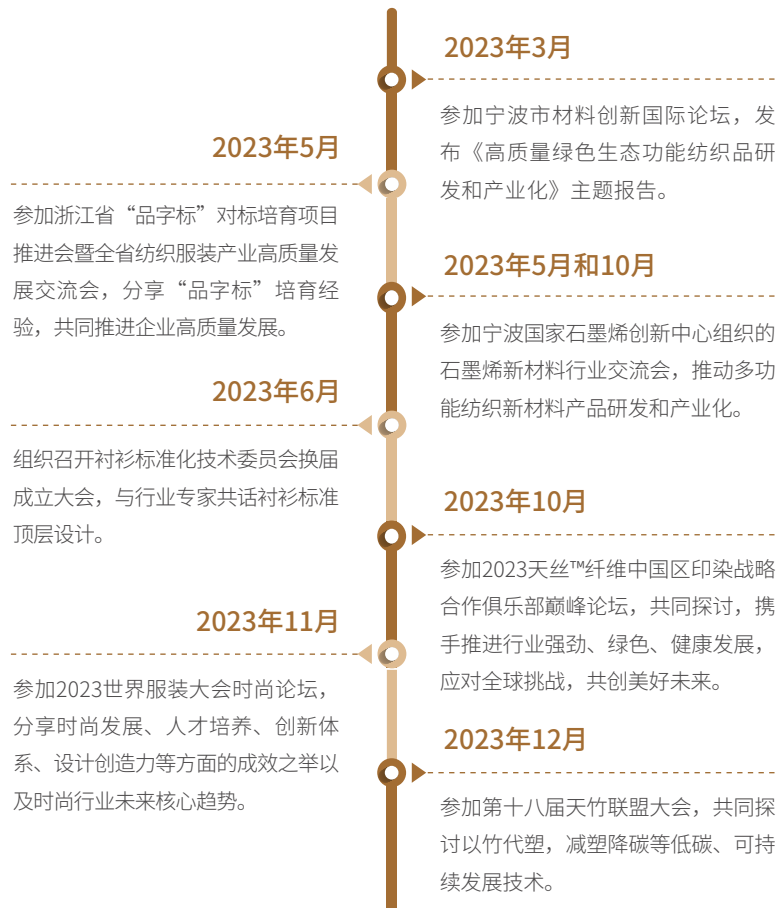 2023年3月
参加宁波市材料创新国际论坛，发
布《高质量绿色生态功能纺织品研
发和产业化》主题报告。
2023年5月
参加浙江省“品字标”对标培育项目
推进会暨全省纺织服装产业高质量发
展交流会，分享“品字标”培育经
验，共同推进企业高质量发展。
2023年5月和10月
参加宁波国家石墨烯创新中心组织的
石墨烯新材料行业交流会，推动多功
能纺织新材料产品研发和产业化。
2023年6月
组织召开衬衫标准化技术委员会换届
成立大会，与行业专家共话衬衫标准
顶层设计。
2023年10月
参加2023天丝™纤维中国区印染战略
合作俱乐部巅峰论坛，共同探讨，携
手推进行业强劲、绿色、健康发展，
应对全球挑战，共创美好未来。
2023年11月
参加2023世界服装大会时尚论坛，
分享时尚发展、人才培养、创新体
系、设计创造力等方面的成效之举以
及时尚行业未来核心趋势。
2023年12月
参加第十八届天竹联盟大会，共同探
讨以竹代塑，减塑降碳等低碳、可持
续发展技术。